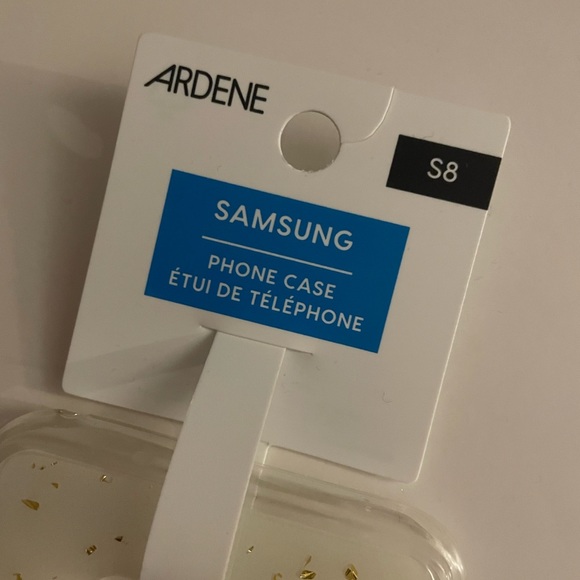 ARDENE
S8
SAMSUNG
PHONE CASE
ÉTUI DE TÉLÉPHONE